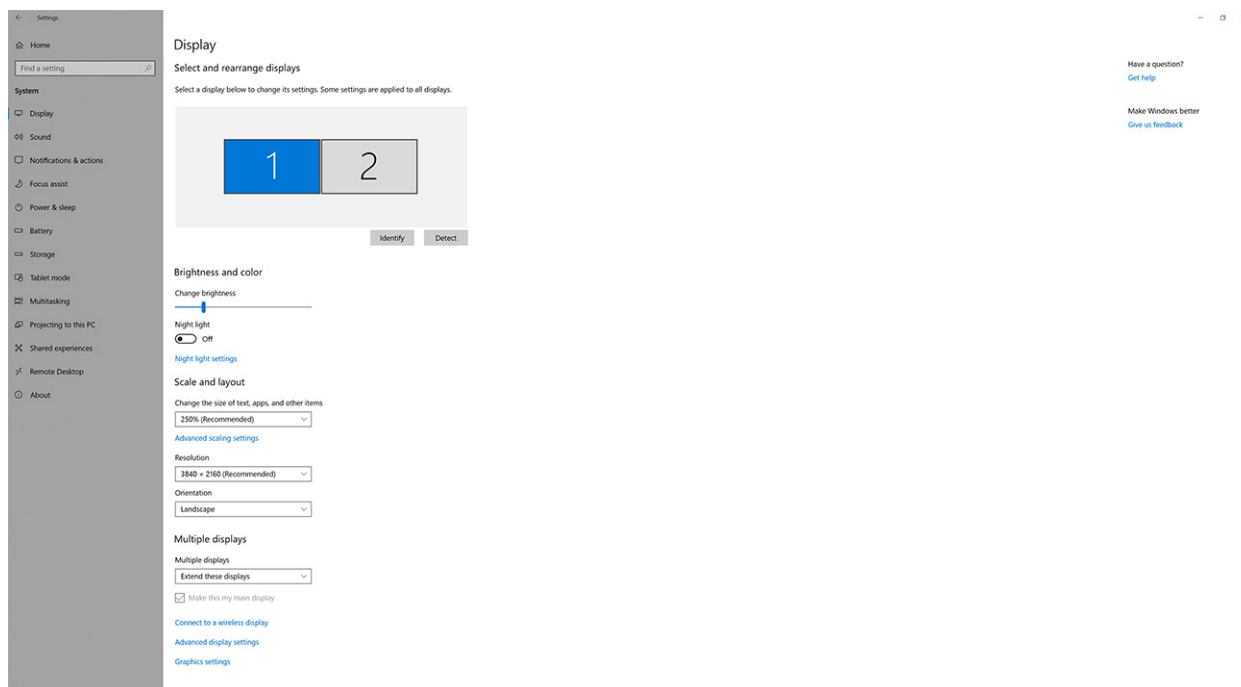 Settings
Home
Find a setting
System
Display
Sound
Notifications & actions
Focus assist
Power & sleep
Battery
Storage
Tablet mode
Multitasking
Projecting to this PC
Shared experiences
Remote Desktop
About
Display
Select and rearrange displays
Select a display below to change its settings. Some settings are applied to all displays.
1 2
Identify Detect
Brightness and color
Change brightness
Night light
Off
Night light settings
Scale and layout
Change the size of text, apps, and other items
250% (Recommended)
Advanced scaling settings
Resolution
3840 × 2160 (Recommended)
Orientation
Landscape
Multiple displays
Multiple displays
Extend these displays
Make this my main display
Connect to a wireless display
Advanced display settings
Graphics settings
Have a question?
Get help
Make Windows better
Give us feedback